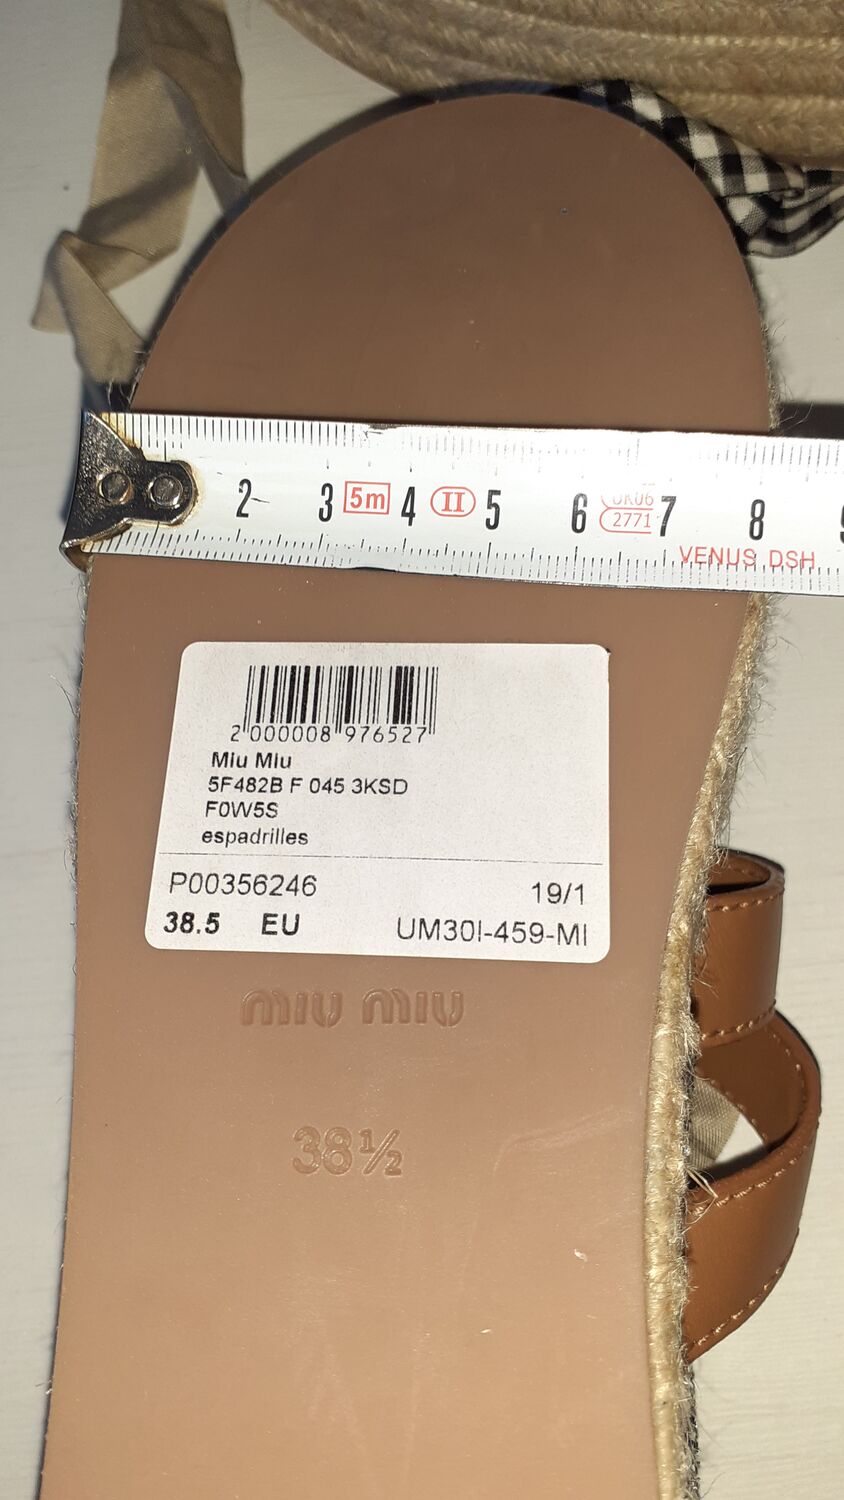 2 3 5m 4 II 5 6 7 8 9
2771
VENUS DSH
2 000008 976527
Miu Miu
5F482B F 045 3KSD
F0W5S
espadrilles
P00356246 19/1
38.5 EU UM30I-459-MI
miu miu
38½